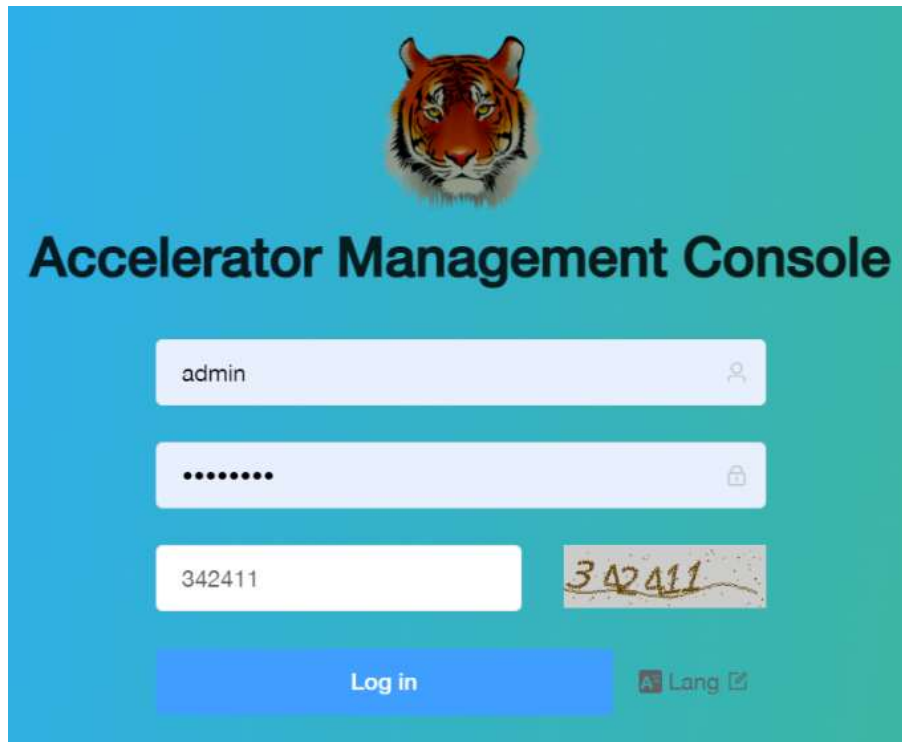 Accelerator Management Console
admin
••••••••
342411 342411
Log in Lang